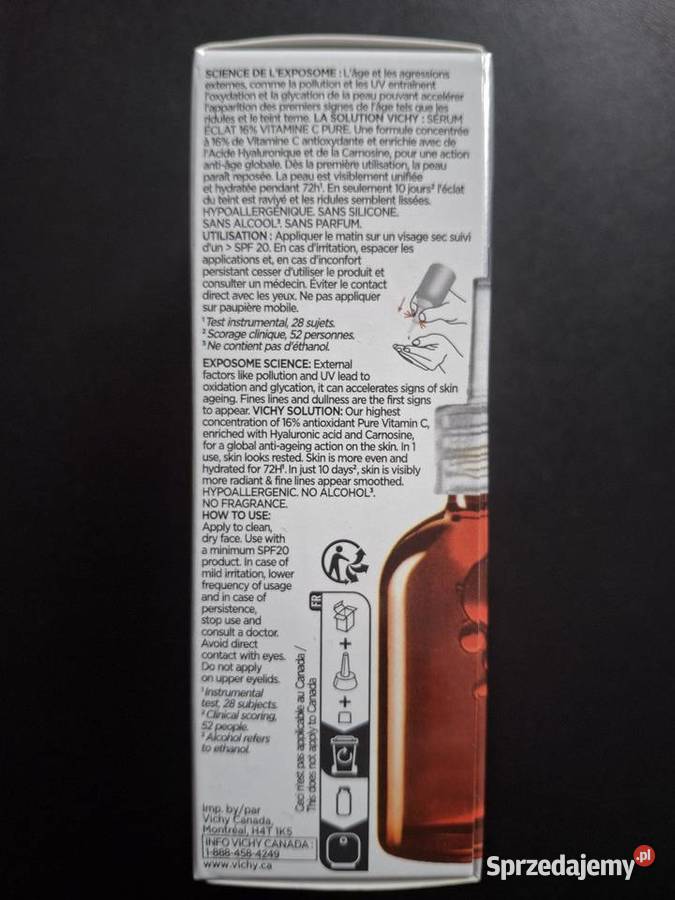 SCIENCE DE L'EXPOSOME : L'âge et les agressions
externes, comme la pollution et les UV entraînent
l'oxydation et la glycation de la peau pouvant accélérer
l'apparition des premiers signes de l'âge tels que les
ridules et le teint terne. LA SOLUTION VICHY : SÉRUM
ÉCLAT 16% VITAMINE C PURE. Une formule concentrée
à 16% de Vitamine C antioxydante et enrichie avec de
l'Acide Hyaluronique et de la Carnosine, pour une action
anti-âge globale. Dès la première utilisation, la peau
paraît reposée. La peau est visiblement unifiée
et hydratée pendant 72h¹. En seulement 10 jours² l'éclat
du teint est ravivé et les ridules semblent lissées.
HYPOALLERGÉNIQUE. SANS SILICONE.
SANS ALCOOL³. SANS PARFUM.
UTILISATION : Appliquer le matin sur un visage sec suivi
d'un > SPF 20. En cas d'irritation, espacer les
applications et, en cas d'inconfort
persistant cesser d'utiliser le produit et
consulter un médecin. Éviter le contact
direct avec les yeux. Ne pas appliquer
sur paupière mobile.
¹ Test instrumental, 28 sujets.
² Scorage clinique, 52 personnes.
³ Ne contient pas d'éthanol.
EXPOSOME SCIENCE: External
factors like pollution and UV lead to
oxidation and glycation, it can accelerates signs of skin
ageing. Fines lines and dullness are the first signs
to appear. VICHY SOLUTION: Our highest
concentration of 16% antioxidant Pure Vitamin C,
enriched with Hyaluronic acid and Carnosine,
for a global anti-ageing action on the skin. In 1
use, skin looks rested. Skin is more even and
hydrated for 72H¹. In just 10 days², skin is visibly
more radiant & fine lines appear smoothed.
HYPOALLERGENIC. NO ALCOHOL³.
NO FRAGRANCE.
HOW TO USE:
Apply to clean,
dry face. Use with
a minimum SPF20
product. In case of
mild irritation, lower
frequency of usage
and in case of
persistence,
stop use and
consult a doctor.
Avoid direct
contact with eyes.
Do not apply
on upper eyelids.
¹ Instrumental
test, 28 subjects.
² Clinical scoring,
52 people.
³ Alcohol refers
to ethanol.
FR
+
+
Ceci n'est pas applicable au Canada /
This does not apply to Canada
Imp. by/par
Vichy Canada,
Montréal, H4T 1K5
INFO VICHY CANADA :
1-888-458-4249
www.vichy.ca
Sprzedajemy.pl